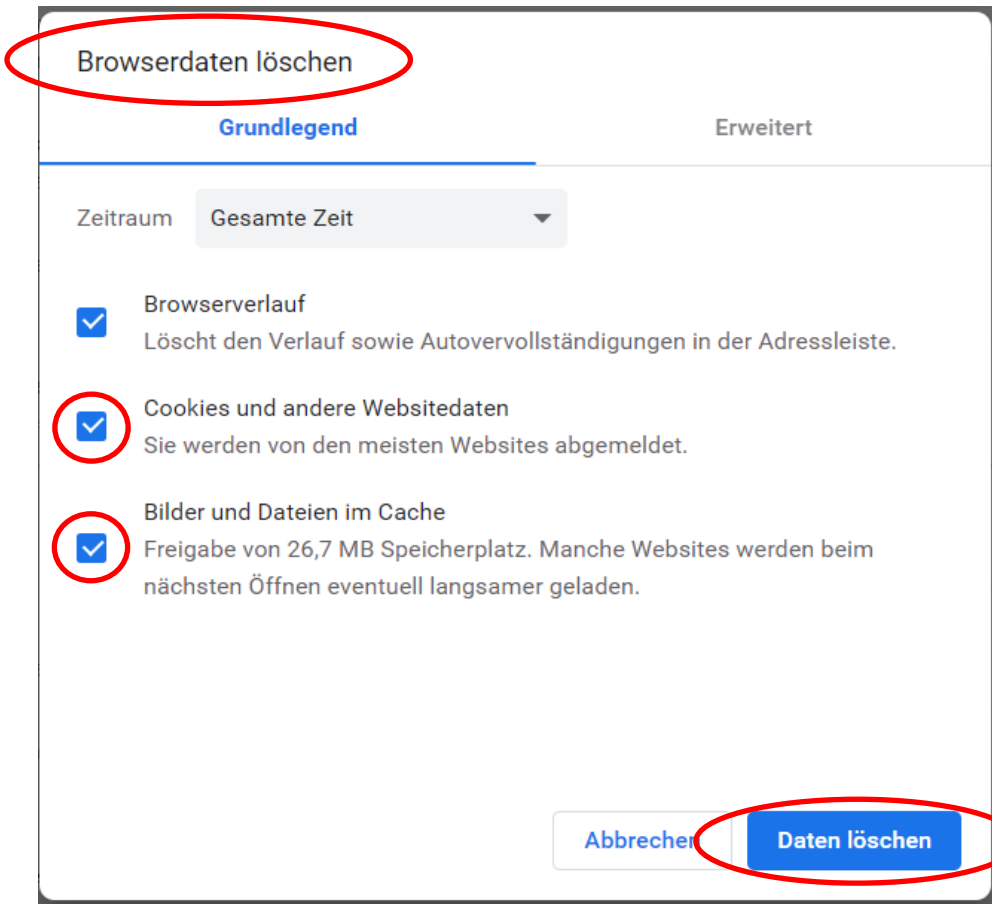 Browserdaten löschen
Grundlegend
Erweitert
Zeitraum
Gesamte Zeit
Browserverlauf
Löscht den Verlauf sowie Autovervollständigungen in der Adressleiste.
Cookies und andere Websitedaten
Sie werden von den meisten Websites abgemeldet.
Bilder und Dateien im Cache
Freigabe von 26,7 MB Speicherplatz. Manche Websites werden beim
nächsten Öffnen eventuell langsamer geladen.
Abbrechen
Daten löschen